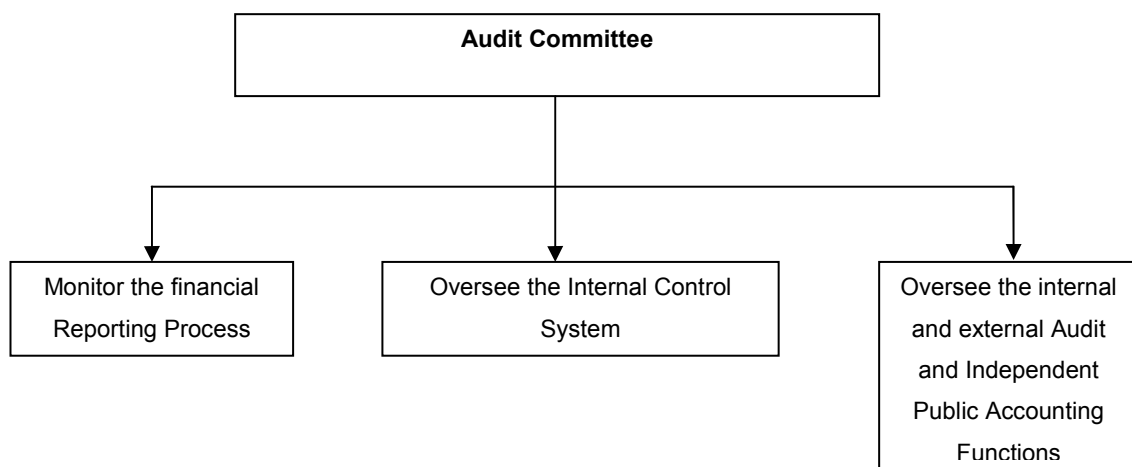 Audit Committee
Monitor the financial
Reporting Process
Oversee the Internal Control
System
Oversee the internal
and external Audit
and Independent
Public Accounting
Functions